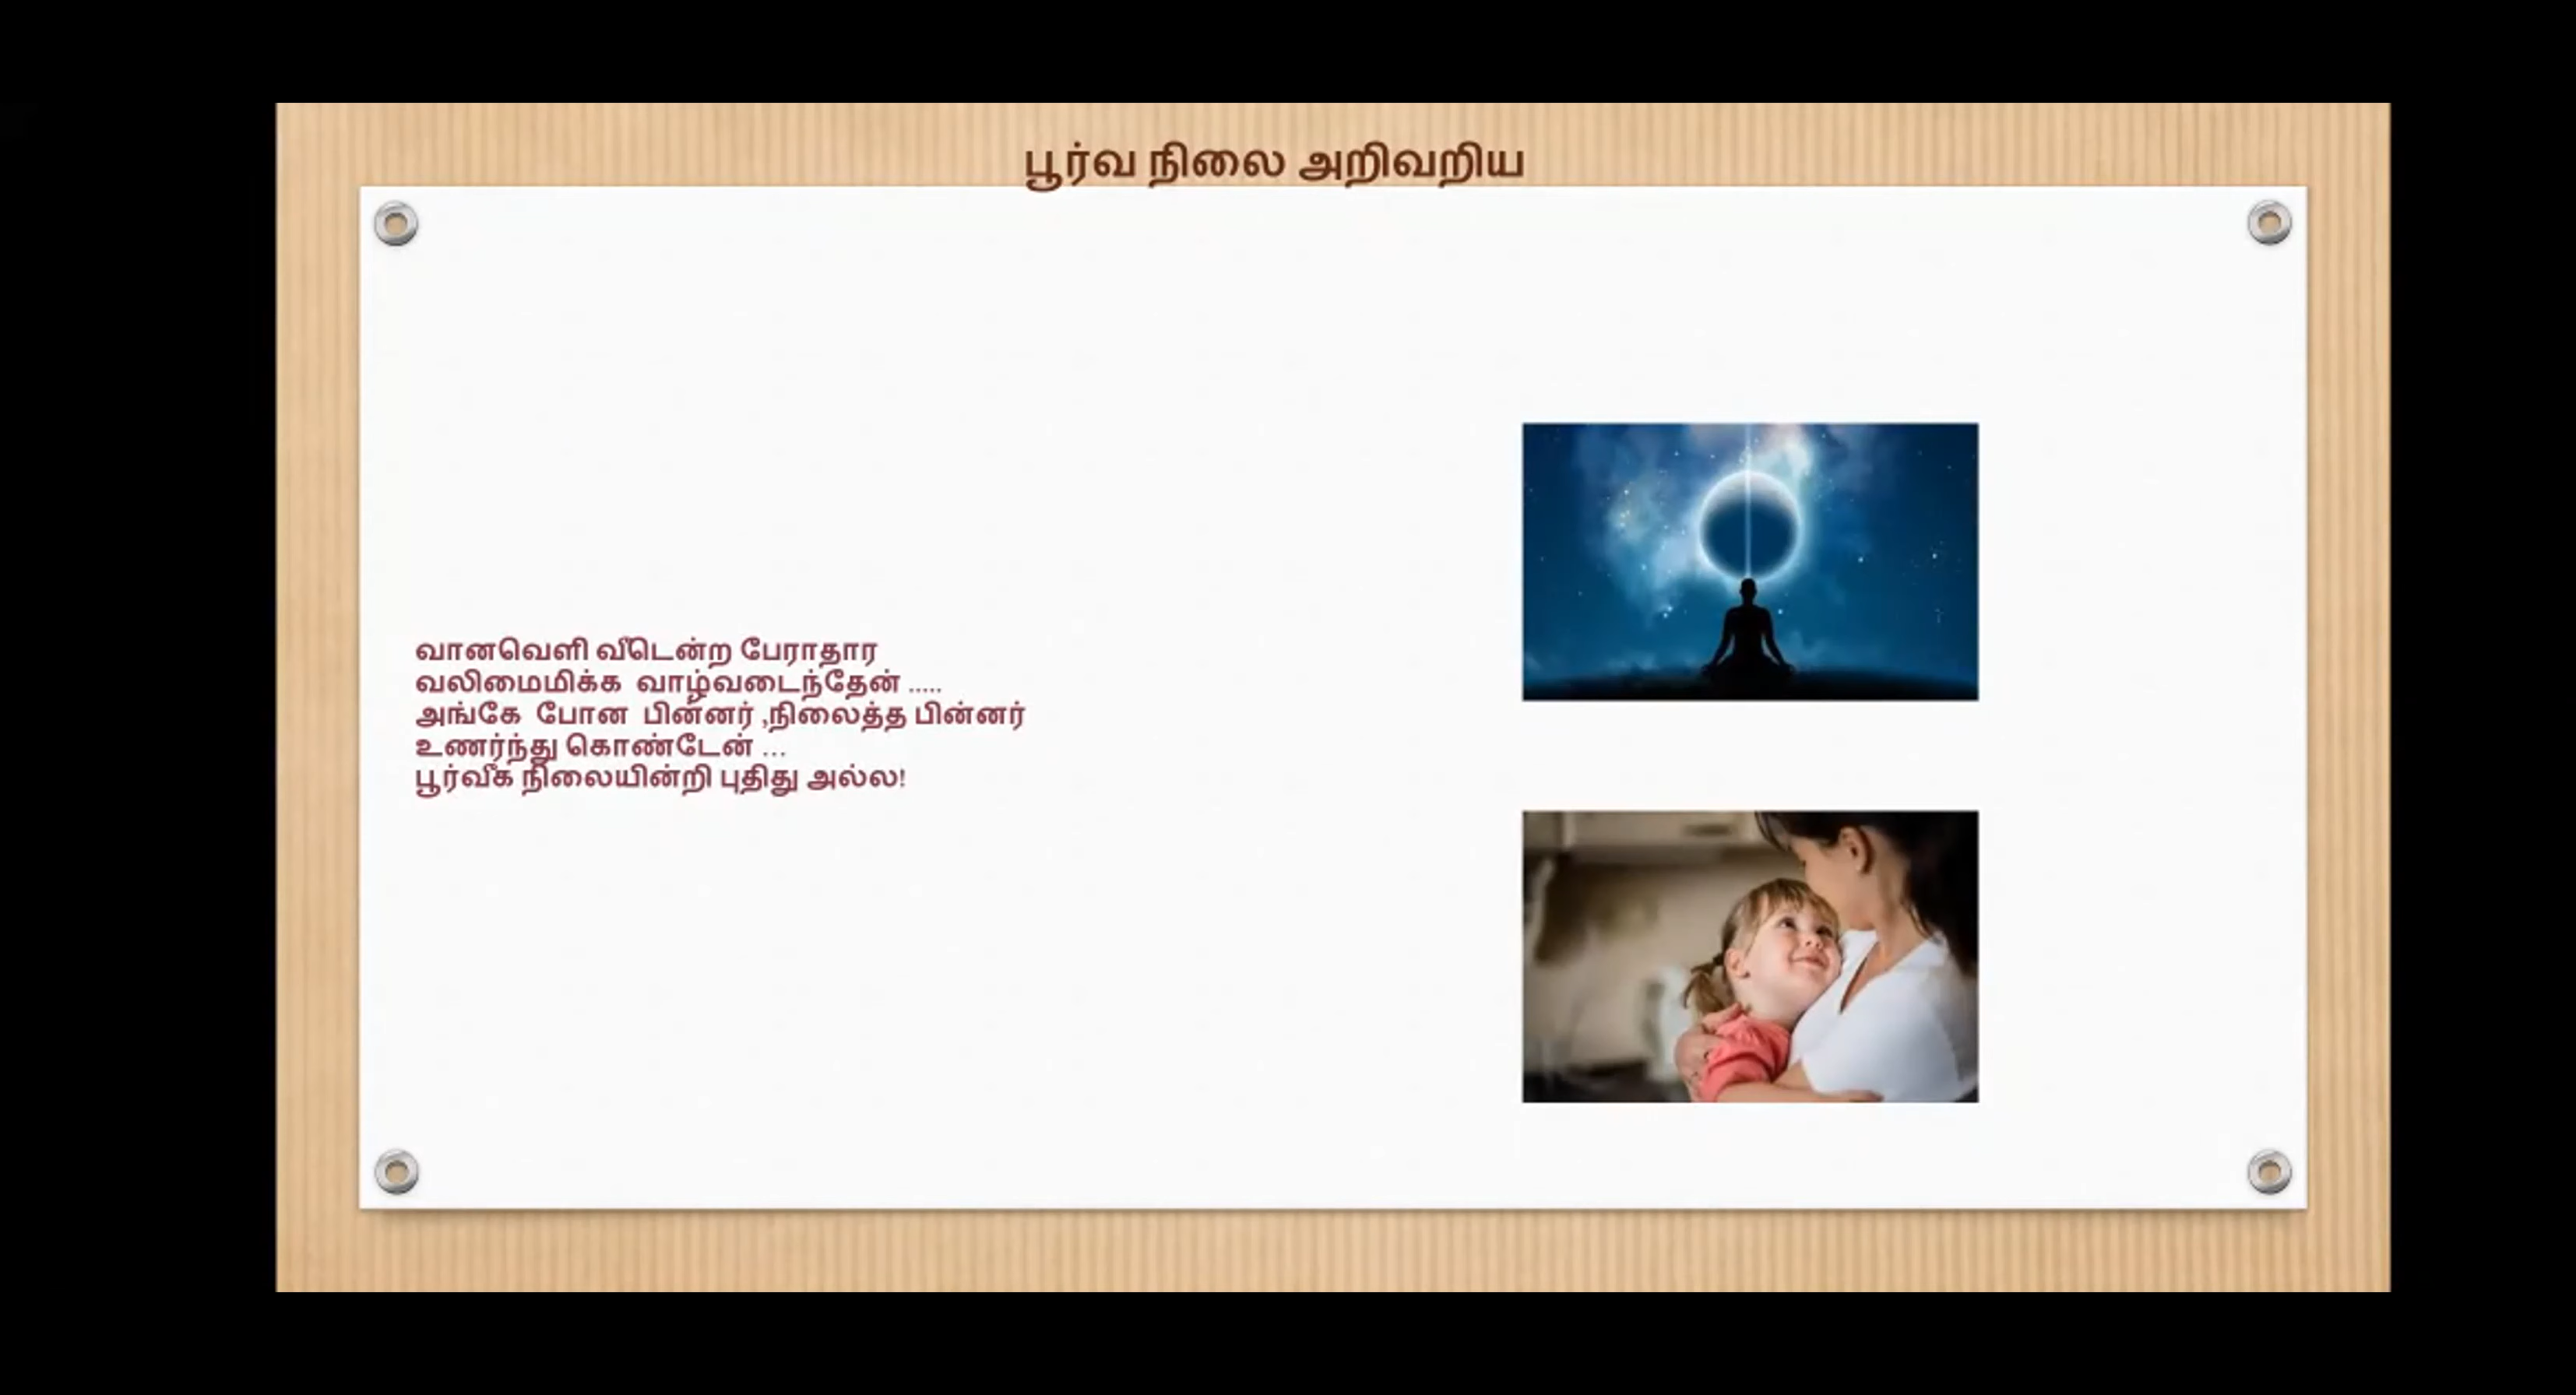 பூர்வ நிலை அறிவறிய
வானவெளி வீடென்ற பேராதார
வலிமைமிக்க வாழ்வடைந்தேன் .....
அங்கே போன பின்னர் ,நிலைத்த பின்னர்
உணர்ந்து கொண்டேன் ...
பூர்வீக நிலையின்றி புதிது அல்ல!